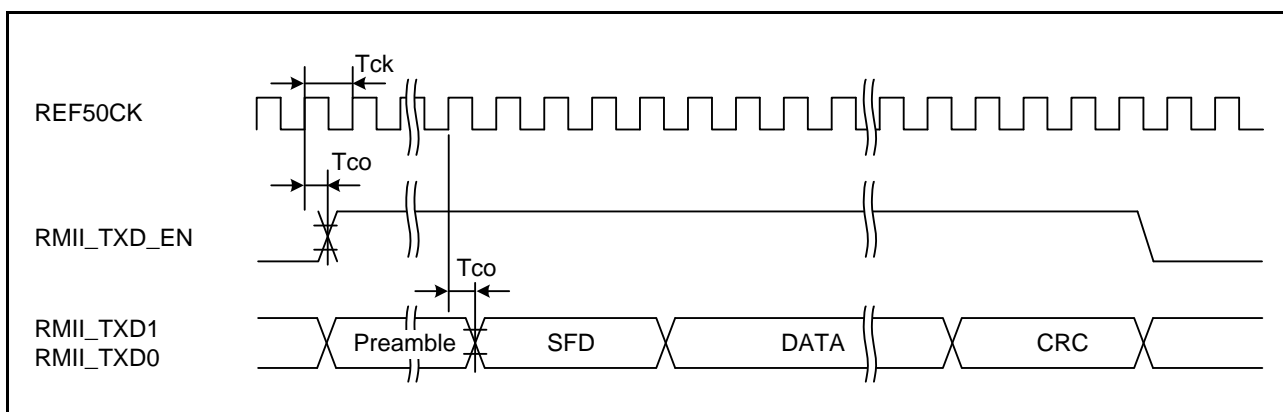 Tck
REF50CK
Tco
RMII_TXD_EN
Tco
RMII_TXD1
RMII_TXD0
Preamble
SFD
DATA
CRC